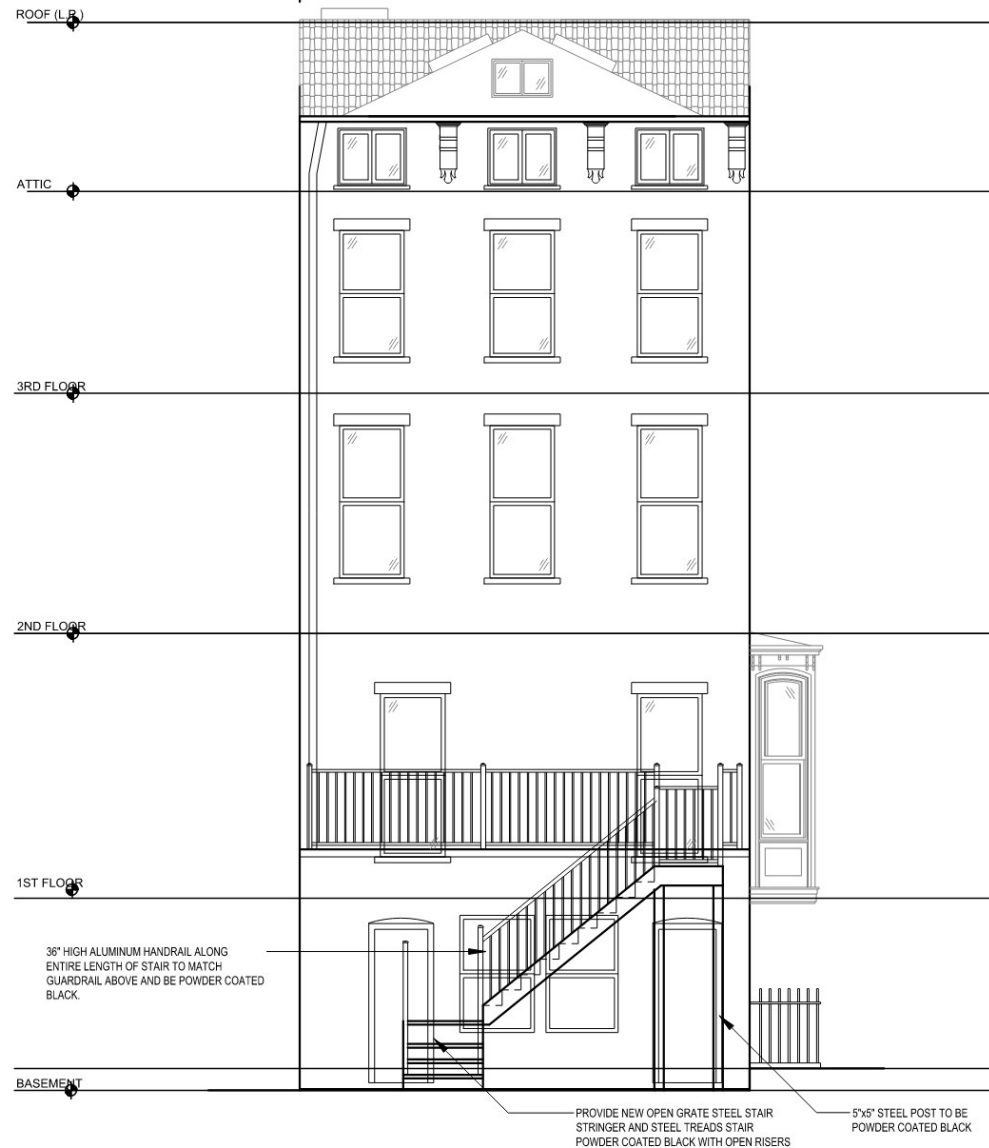 ROOF (L.P.)
ATTIC
3RD FLOOR
2ND FLOOR
1ST FLOOR
36" HIGH ALUMINUM HANDRAIL ALONG
ENTIRE LENGTH OF STAIR TO MATCH
GUARDRAIL ABOVE AND BE POWDER COATED
BLACK.
BASEMENT
PROVIDE NEW OPEN GRATE STEEL STAIR
STRINGER AND STEEL TREADS STAIR
POWDER COATED BLACK WITH OPEN RISERS
5"x5" STEEL POST TO BE
POWDER COATED BLACK